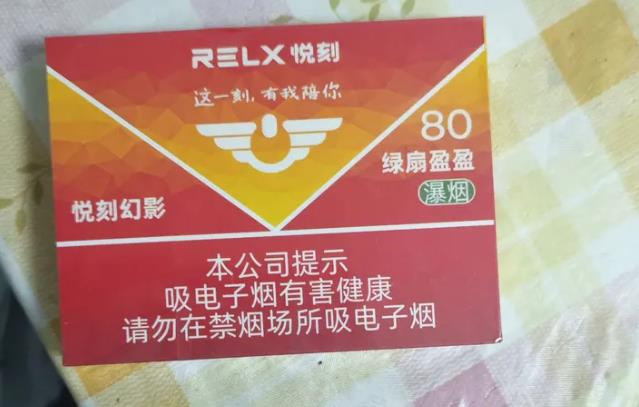 RELX 悦刻
这一刻,有我陪你
80
绿扇盈盈
瀑烟
悦刻幻影
本公司提示
吸电子烟有害健康
请勿在禁烟场所吸电子烟